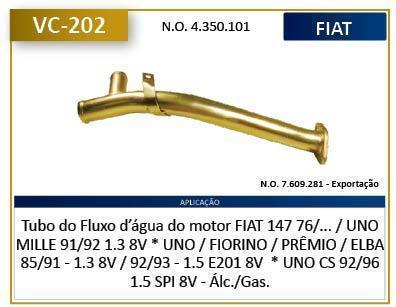 VC-202
N.O. 4.350.101
FIAT
N.O. 7.609.281 - Exportação
APLICAÇÃO
Tubo do Fluxo d'água do motor FIAT 147 76/... / UNO
MILLE 91/92 1.3 8V * UNO / FIORINO / PRÊMIO / ELBA
85/91 - 1.3 8V / 92/93 - 1.5 E201 8V * UNO CS 92/96
1.5 SPI 8V - Álc./Gas.